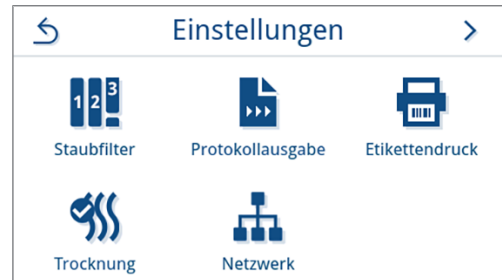 Einstellungen
1 2 3
Staubfilter Protokollausgabe Etikettendruck
Trocknung Netzwerk